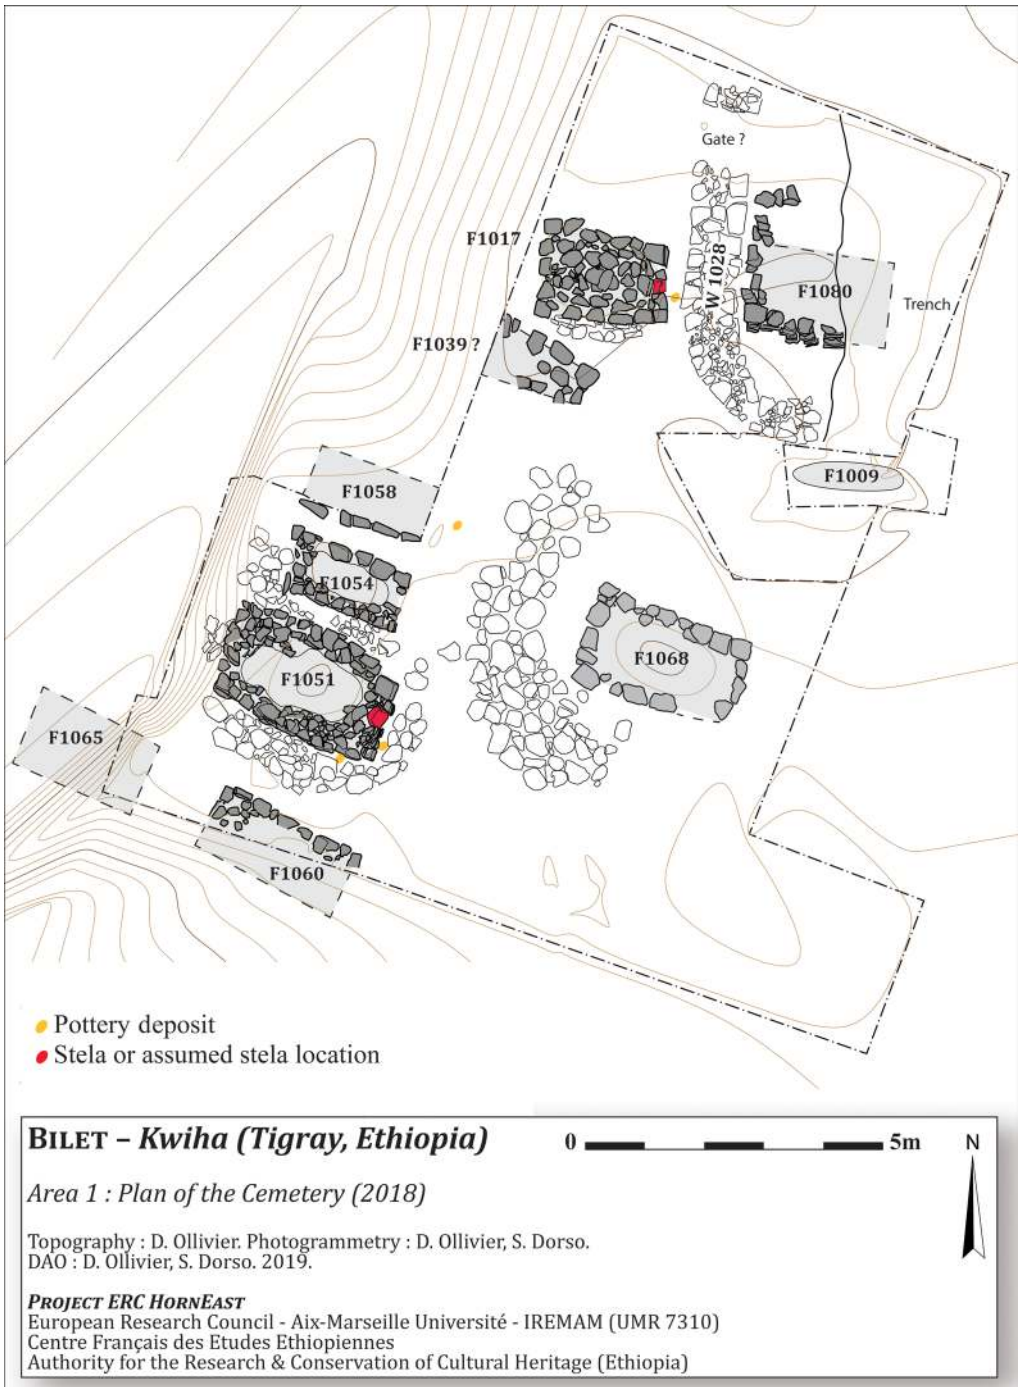 Gate ?
F1017
W 1028
F1080
Trench
F1039 ?
F1009
F1058
F1054
F1068
F1051
F1065
F1060
Pottery deposit
Stela or assumed stela location
BILET – Kwiha (Tigray, Ethiopia)
0 5m
N
Area 1 : Plan of the Cemetery (2018)
Topography : D. Ollivier. Photogrammetry : D. Ollivier, S. Dorso.
DAO : D. Ollivier, S. Dorso. 2019.
PROJECT ERC HORNEAST
European Research Council - Aix-Marseille Université - IREMAM (UMR 7310)
Centre Français des Etudes Ethiopiennes
Authority for the Research & Conservation of Cultural Heritage (Ethiopia)